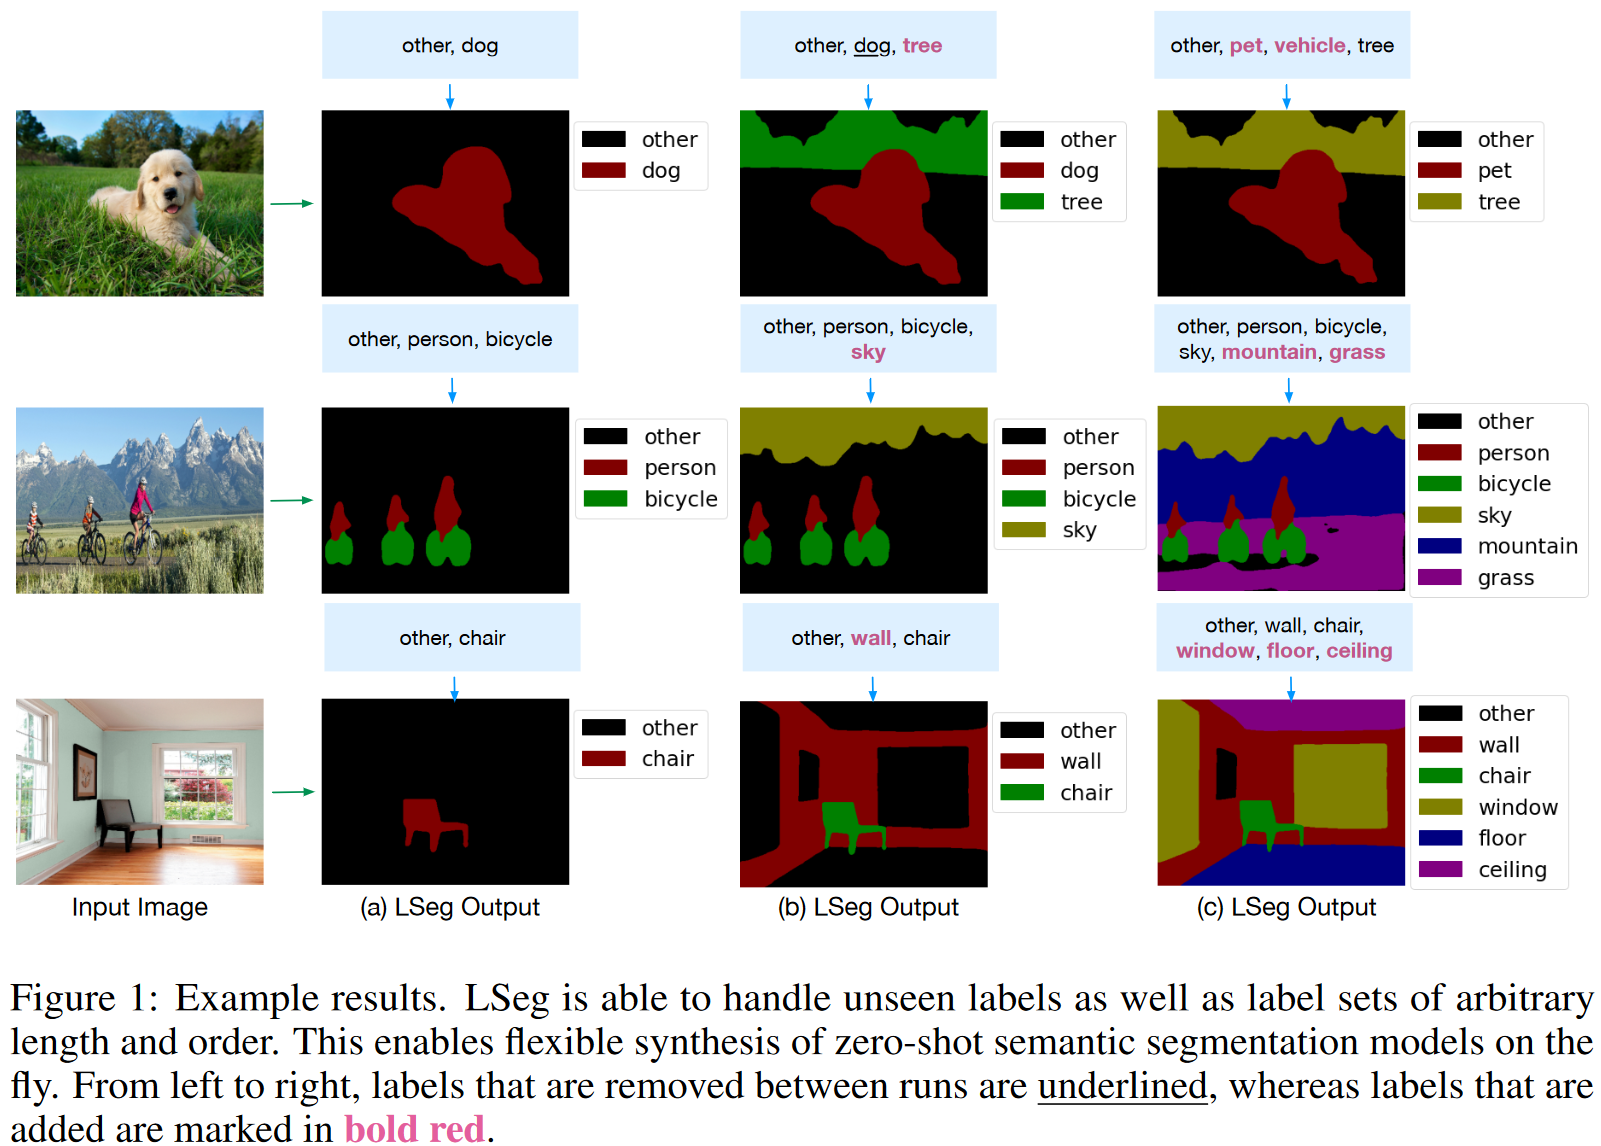 other, dog
other, dog, tree
other, pet, vehicle, tree
other
dog
other
dog
tree
other
pet
tree
other, person, bicycle
other, person, bicycle,
sky
other, person, bicycle,
sky, mountain, grass
other
person
bicycle
other
person
bicycle
sky
other
person
bicycle
sky
mountain
grass
other, chair
other, wall, chair
other, wall, chair,
window, floor, ceiling
other
chair
other
wall
chair
other
wall
chair
window
floor
ceiling
Input Image
(a) LSeg Output
(b) LSeg Output
(c) LSeg Output
Figure 1: Example results. LSeg is able to handle unseen labels as well as label sets of arbitrary
length and order. This enables flexible synthesis of zero-shot semantic segmentation models on the
fly. From left to right, labels that are removed between runs are underlined, whereas labels that are
added are marked in bold red.